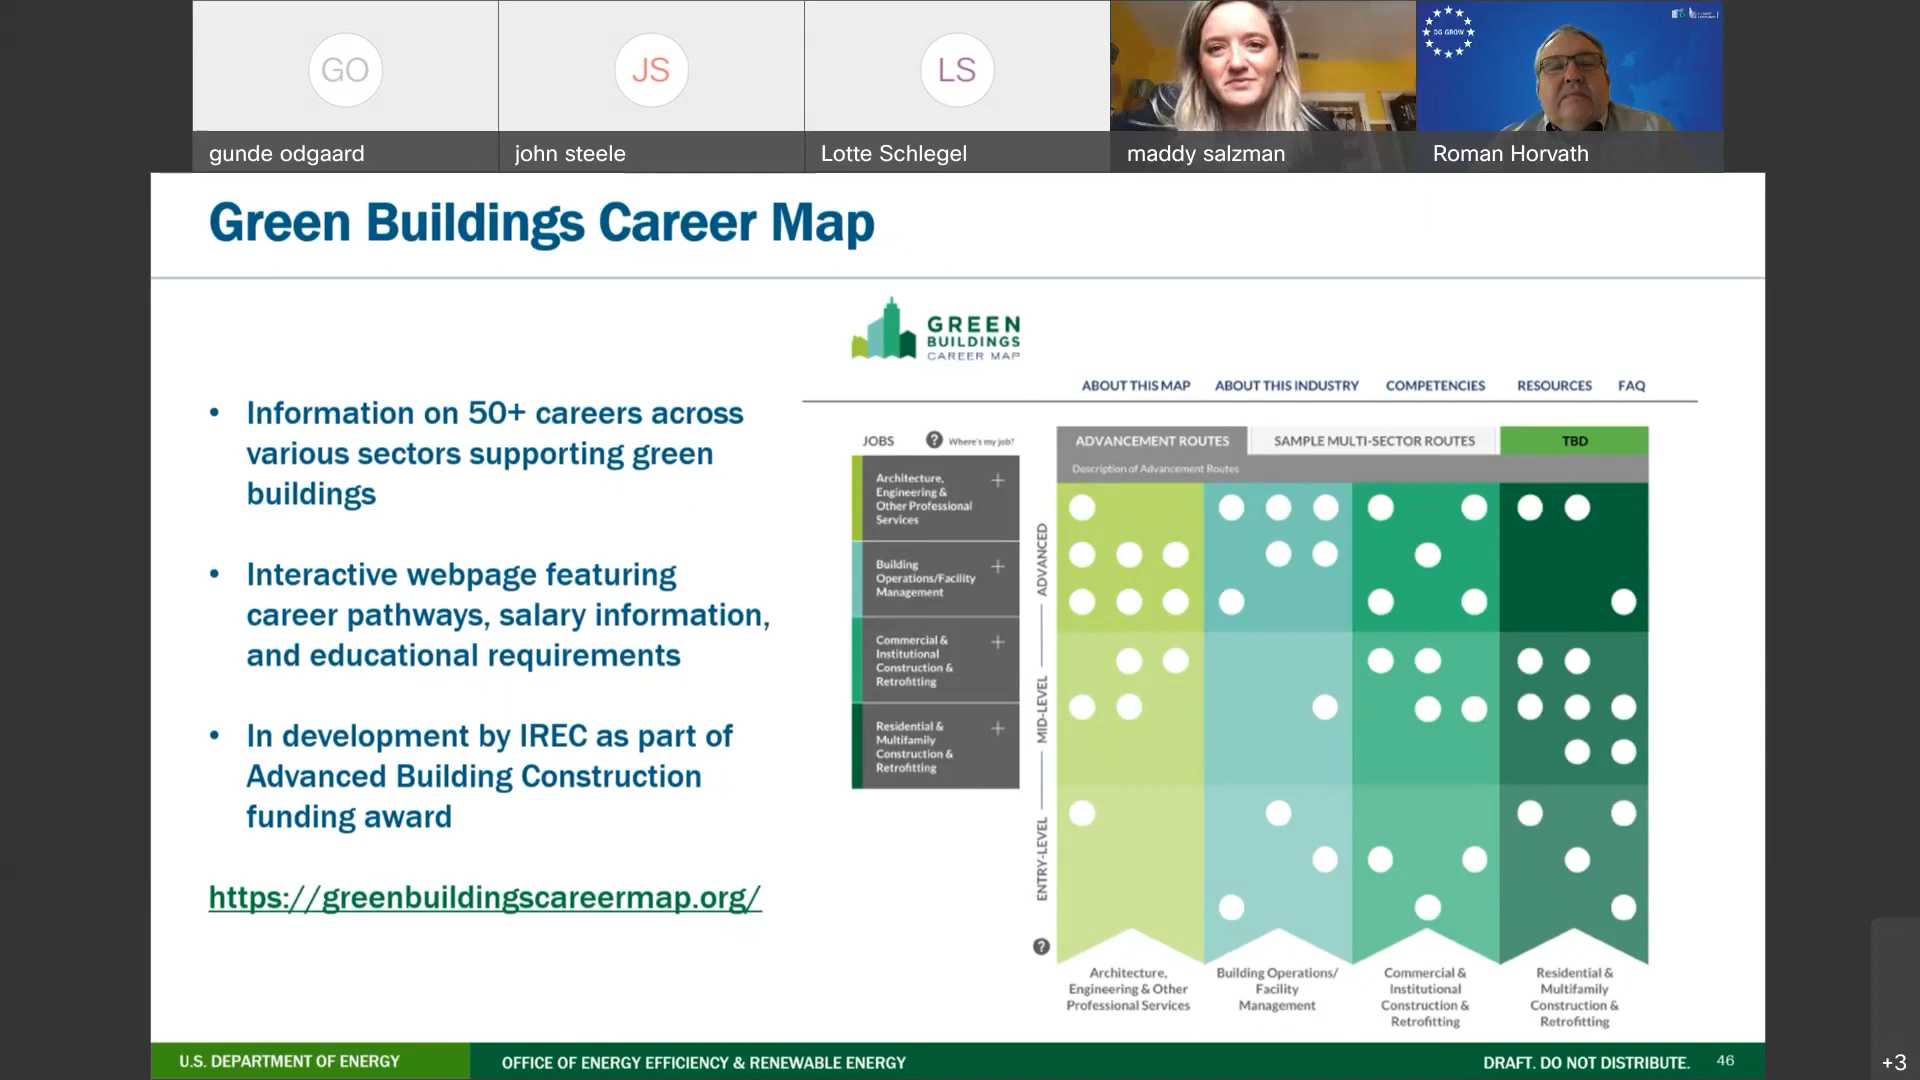 GO
JS
LS
DG GROW
gunde odgaard
john steele
Lotte Schlegel
maddy salzman
Roman Horvath
Green Buildings Career Map
• Information on 50+ careers across
various sectors supporting green
buildings
• Interactive webpage featuring
career pathways, salary information,
and educational requirements
• In development by IREC as part of
Advanced Building Construction
funding award
https://greenbuildingscareermap.org/
GREEN
BUILDINGS
CAREER MAP
ABOUT THIS MAP ABOUT THIS INDUSTRY COMPETENCIES RESOURCES FAQ
JOBS ? Where's my job?
Architecture,
Engineering &
Other Professional
Services
+
Building
Operations/Facility
Management
+
Commercial &
Institutional
Construction &
Retrofitting
+
Residential &
Multifamily
Construction &
Retrofitting
+
ADVANCEMENT ROUTES SAMPLE MULTI-SECTOR ROUTES TBD
Description of Advancement Routes
ADVANCED
MID-LEVEL
ENTRY-LEVEL
?
Architecture,
Engineering & Other
Professional Services
Building Operations/
Facility
Management
Commercial &
Institutional
Construction &
Retrofitting
Residential &
Multifamily
Construction &
Retrofitting
U.S. DEPARTMENT OF ENERGY OFFICE OF ENERGY EFFICIENCY & RENEWABLE ENERGY DRAFT. DO NOT DISTRIBUTE. 46
+3